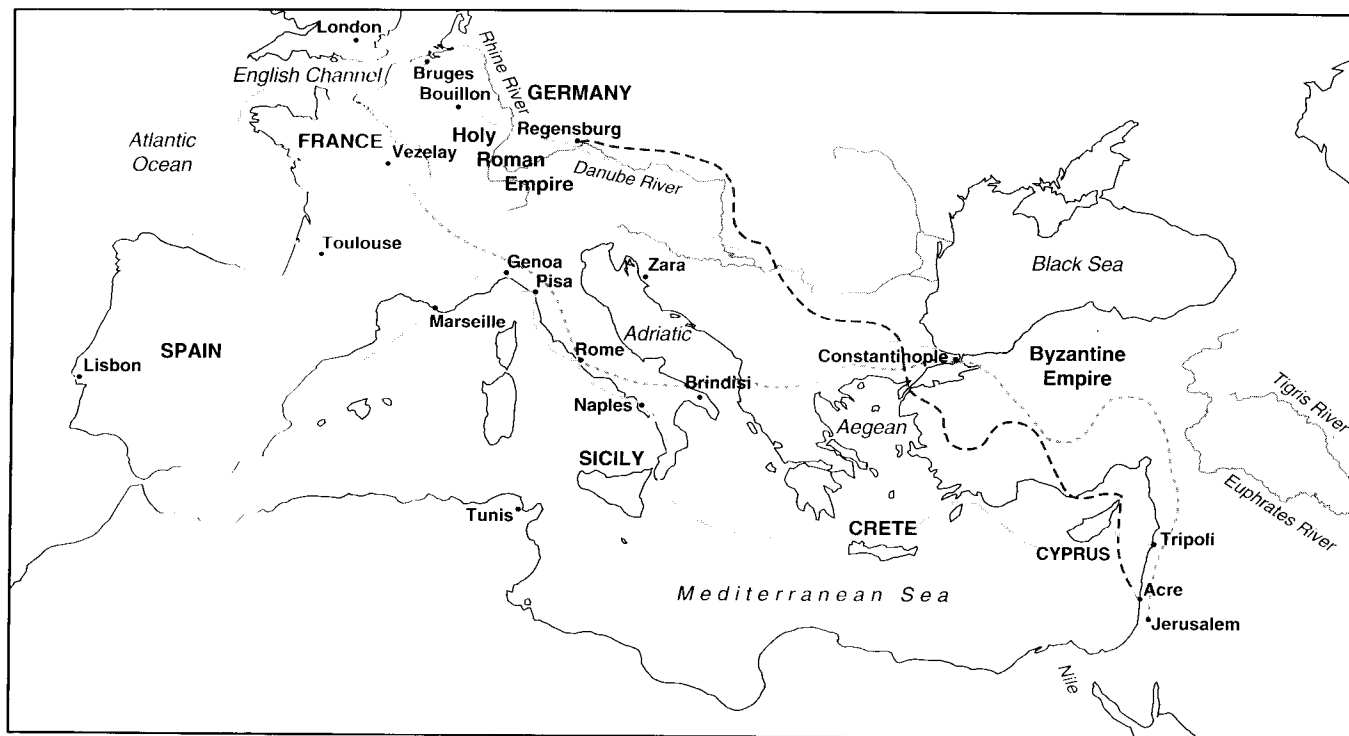 London
English Channel
Bruges
Rhine River
Bouillon
GERMANY
Atlantic
Ocean
FRANCE
Vezelay
Holy
Roman
Empire
Regensburg
Danube River
Toulouse
Genoa
Pisa
Zara
Black Sea
Marseille
Adriatic
SPAIN
Lisbon
Rome
Constantinople
Byzantine
Empire
Brindisi
Naples
Aegean
Tigris River
SICILY
Euphrates River
Tunis
CRETE
CYPRUS
Tripoli
Mediterranean Sea
Acre
Jerusalem
Nile